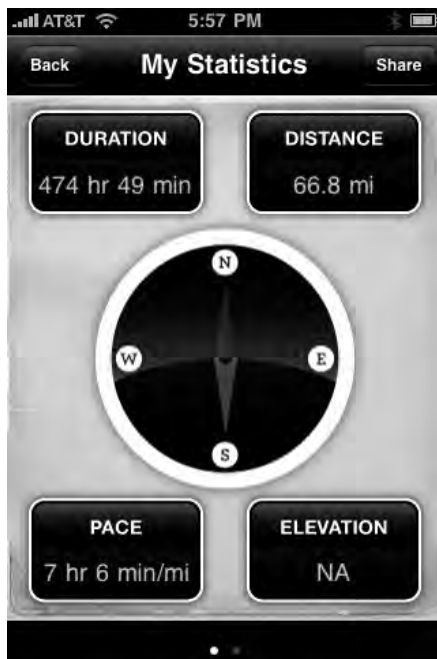 AT&T 5:57 PM
Back My Statistics Share
DURATION DISTANCE
474 hr 49 min 66.8 mi
N
W E
S
PACE ELEVATION
7 hr 6 min/mi NA